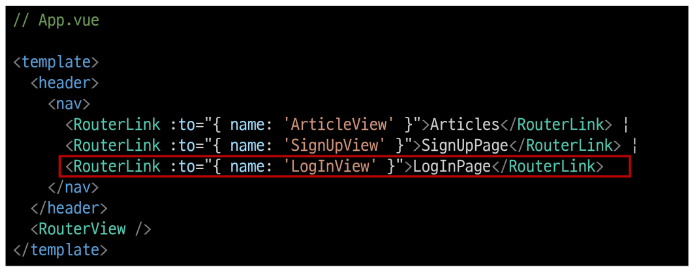 // App.vue
<template>
<header>
<nav>
<RouterLink :to="{ name: 'ArticleView' }">Articles</RouterLink> ¦
<RouterLink :to="{ name: 'SignUpView' }">SignUpPage</RouterLink> ¦
<RouterLink :to="{ name: 'LogInView' }">LogInPage</RouterLink>
</nav>
</header>
<RouterView />
</template>